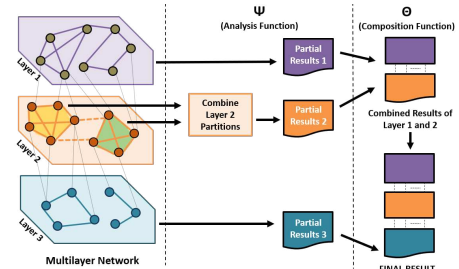 Ψ
(Analysis Function)
Θ
(Composition Function)
Layer 1
Partial
Results 1
Combine
Layer 2
Partitions
Partial
Results 2
Layer 2
Combined Results of
Layer 1 and 2
Layer 3
Partial
Results 3
Multilayer Network
FINAL RESULT